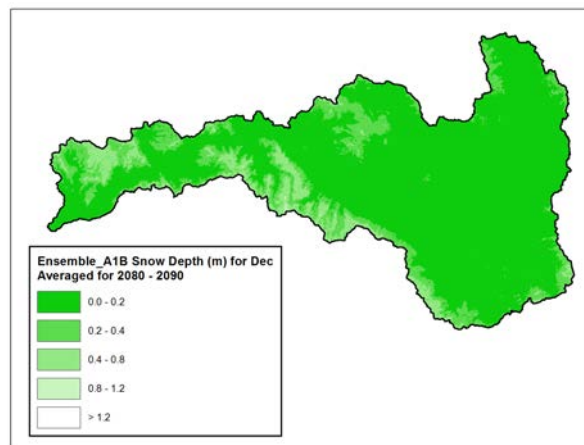 Ensemble_A1B Snow Depth (m) for Dec
Averaged for 2080 - 2090
0.0 - 0.2
0.2 - 0.4
0.4 - 0.8
0.8 - 1.2
> 1.2